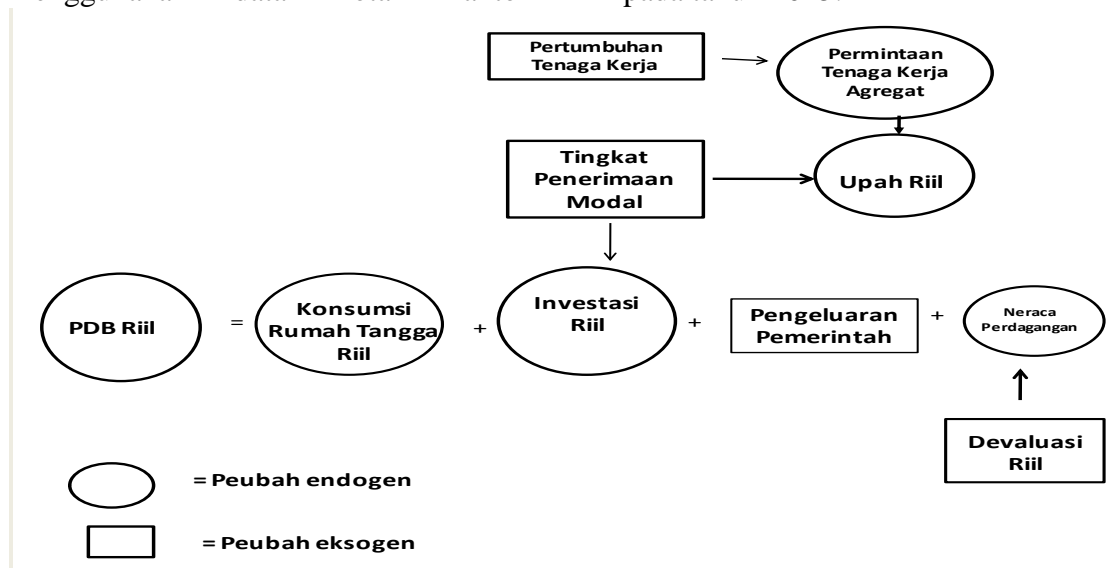 Pertumbuhan
Tenaga Kerja
Permintaan
Tenaga Kerja
Agregat
Tingkat
Penerimaan
Modal
Upah Riil
PDB Riil
=
Konsumsi
Rumah Tangga
Riil
+
Investasi
Riil
+
Pengeluaran
Pemerintah
+
Neraca
Perdagangan
Devaluasi
Riil
= Peubah endogen
= Peubah eksogen